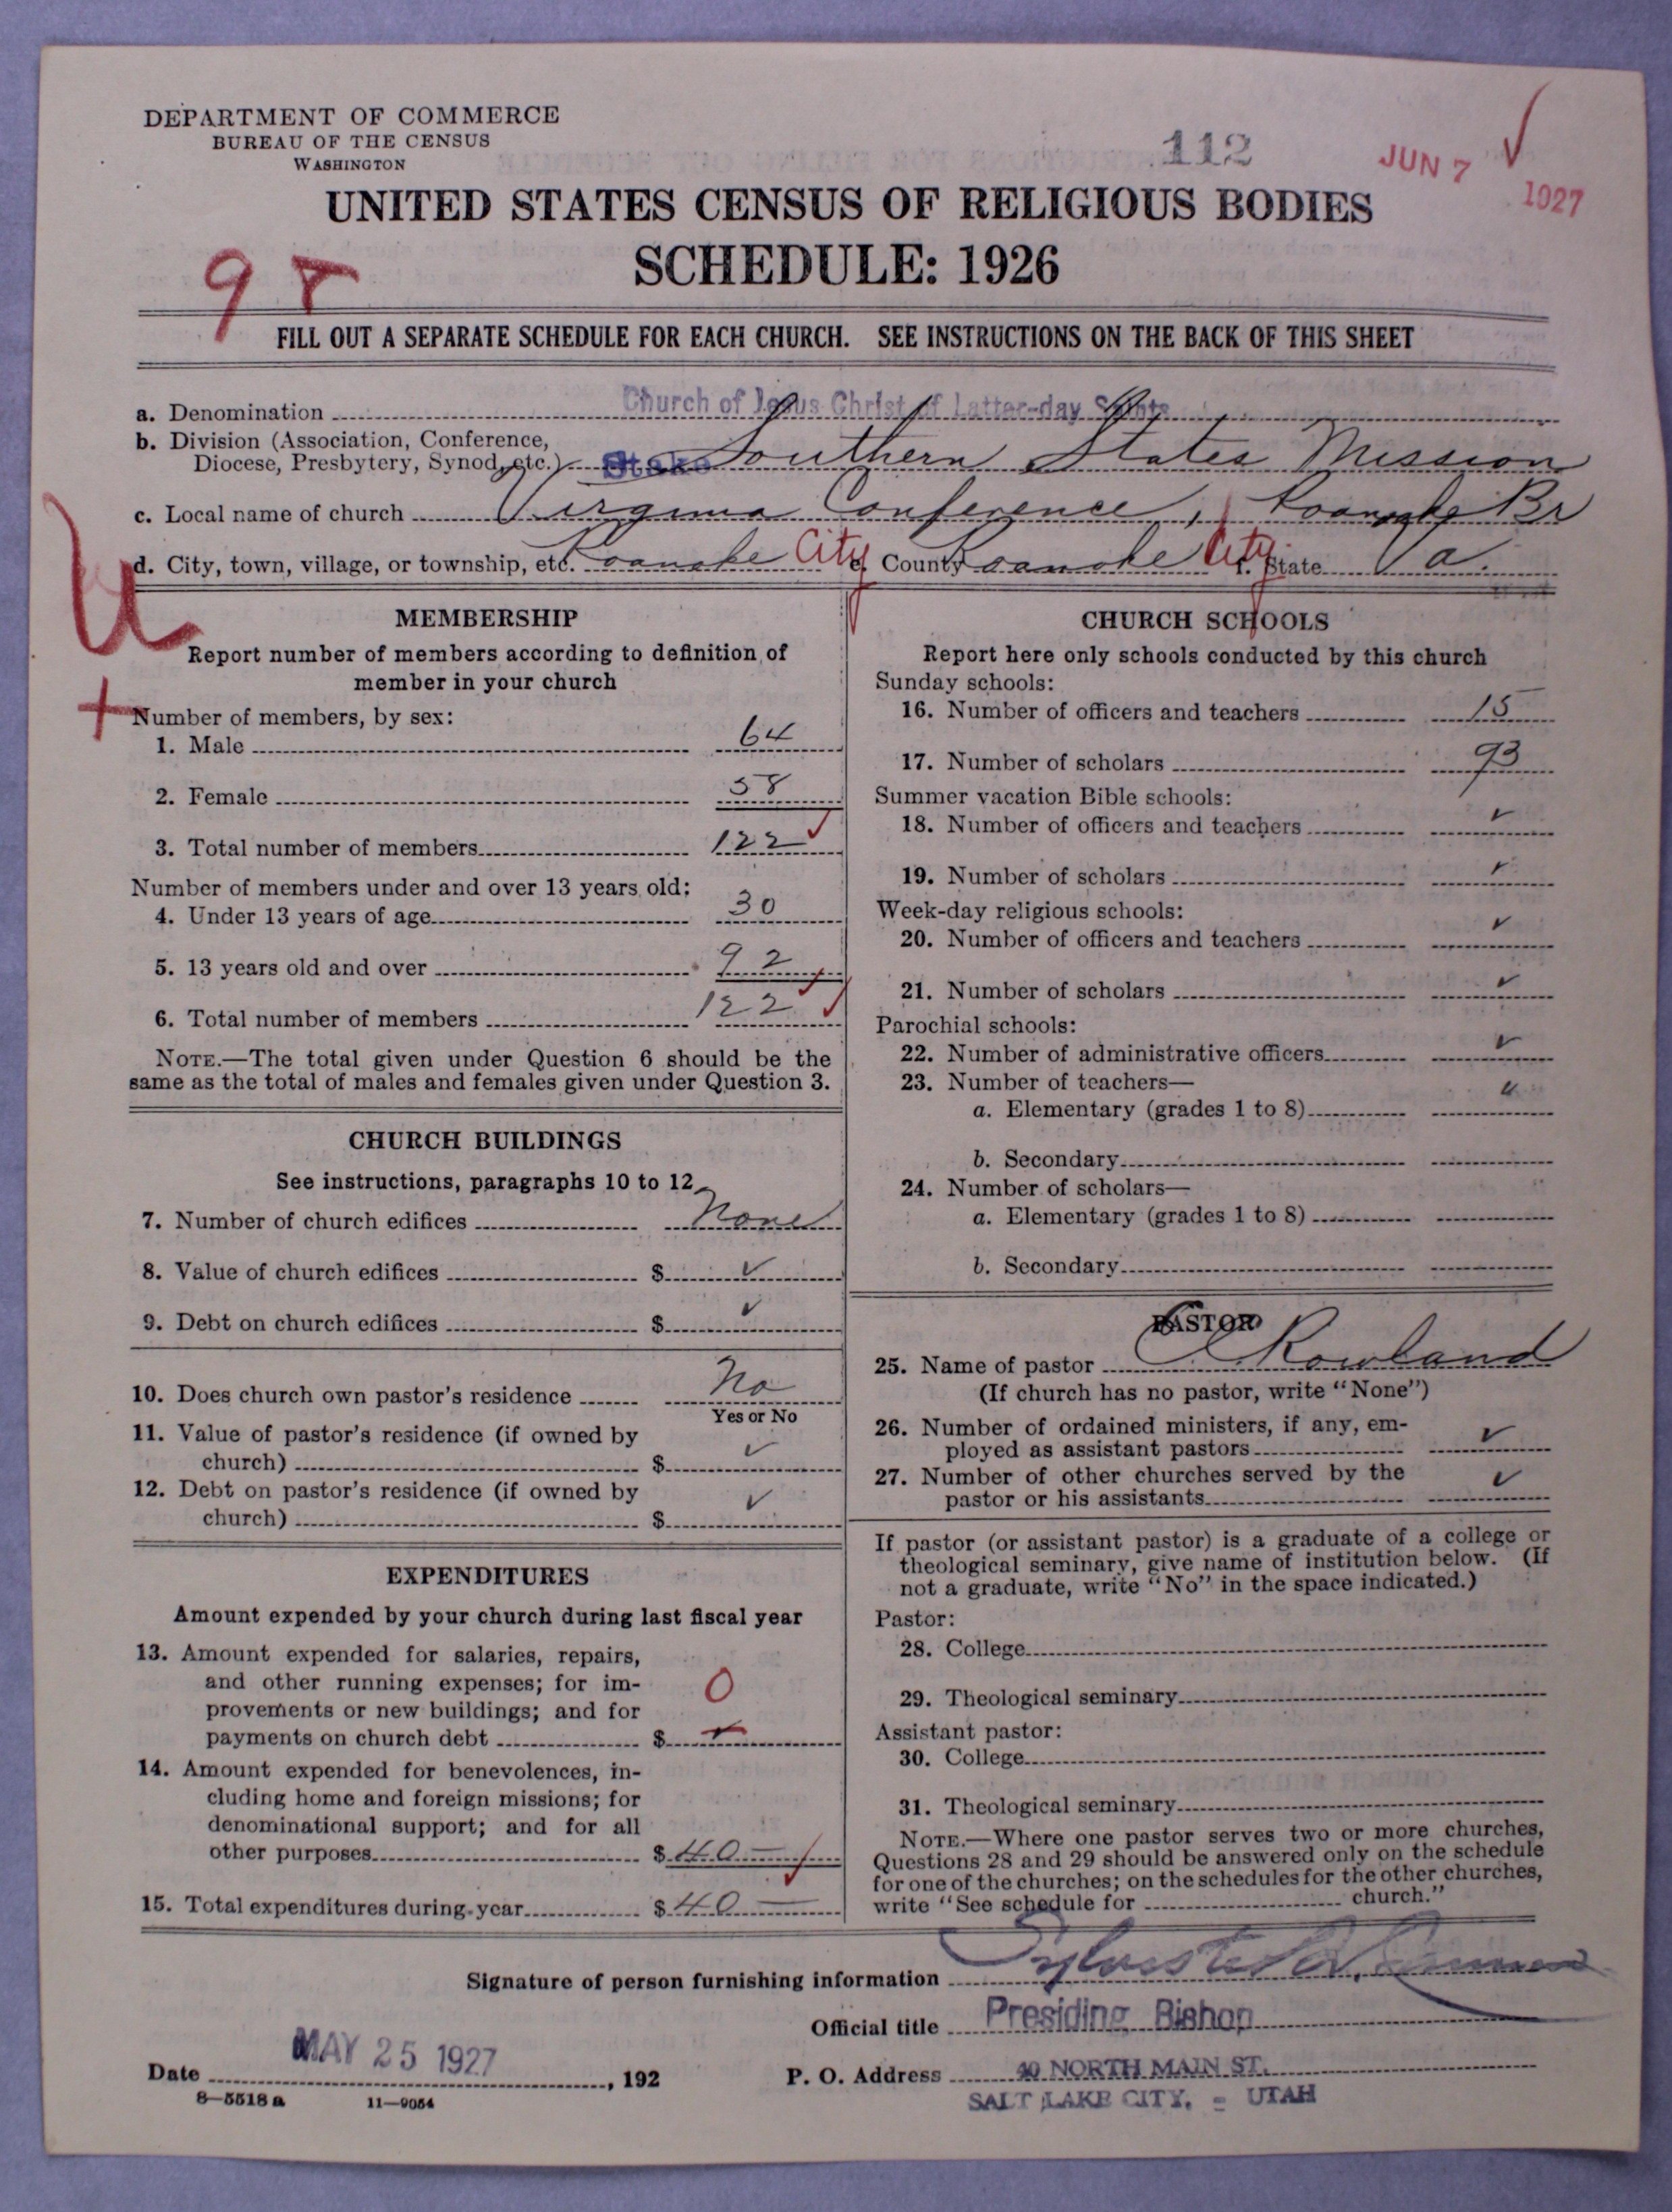 DEPARTMENT OF COMMERCE
BUREAU OF THE CENSUS
WASHINGTON
112
JUN 7 1927
UNITED STATES CENSUS OF RELIGIOUS BODIES
SCHEDULE: 1926
FILL OUT A SEPARATE SCHEDULE FOR EACH CHURCH. SEE INSTRUCTIONS ON THE BACK OF THIS SHEET
a. Denomination Church of Jesus Christ of Latter-day Saints
b. Division (Association, Conference,
Diocese, Presbytery, Synod, etc.) Stake Southern States Mission
c. Local name of church Virginia Conference, Roanoke Br
d. City, town, village, or township, etc. Roanoke City e. County Roanoke City f. State Va.
MEMBERSHIP
Report number of members according to definition of
member in your church
Number of members, by sex:
1. Male 64
2. Female 58
3. Total number of members 122
Number of members under and over 13 years old:
4. Under 13 years of age 30
5. 13 years old and over 92
6. Total number of members 122
NOTE.—The total given under Question 6 should be the
same as the total of males and females given under Question 3.
CHURCH BUILDINGS
See instructions, paragraphs 10 to 12
7. Number of church edifices None
8. Value of church edifices $ ✓
9. Debt on church edifices $ ✓
10. Does church own pastor's residence No
Yes or No
11. Value of pastor's residence (if owned by
church) $ ✓
12. Debt on pastor's residence (if owned by
church) $ ✓
EXPENDITURES
Amount expended by your church during last fiscal year
13. Amount expended for salaries, repairs,
and other running expenses; for im-
provements or new buildings; and for
payments on church debt $ 0
14. Amount expended for benevolences, in-
cluding home and foreign missions; for
denominational support; and for all
other purposes $ 40 —
15. Total expenditures during year $ 40 —
CHURCH SCHOOLS
Report here only schools conducted by this church
Sunday schools:
16. Number of officers and teachers 15
17. Number of scholars 93
Summer vacation Bible schools:
18. Number of officers and teachers ✓
19. Number of scholars ✓
Week-day religious schools:
20. Number of officers and teachers ✓
21. Number of scholars ✓
Parochial schools:
22. Number of administrative officers ✓
23. Number of teachers—
a. Elementary (grades 1 to 8) ✓
b. Secondary
24. Number of scholars—
a. Elementary (grades 1 to 8)
b. Secondary
PASTOR
25. Name of pastor Rowland
(If church has no pastor, write "None")
26. Number of ordained ministers, if any, em-
ployed as assistant pastors ✓
27. Number of other churches served by the
pastor or his assistants ✓
If pastor (or assistant pastor) is a graduate of a college or
theological seminary, give name of institution below. (If
not a graduate, write "No" in the space indicated.)
Pastor:
28. College
29. Theological seminary
Assistant pastor:
30. College
31. Theological seminary
NOTE.—Where one pastor serves two or more churches,
Questions 28 and 29 should be answered only on the schedule
for one of the churches; on the schedules for the other churches,
write "See schedule for church."
Signature of person furnishing information Sylvester Q. Cannon
Official title Presiding Bishop
Date MAY 25 1927, 192
P. O. Address 40 NORTH MAIN ST.
SALT LAKE CITY, - UTAH
8—5518 a 11—9054